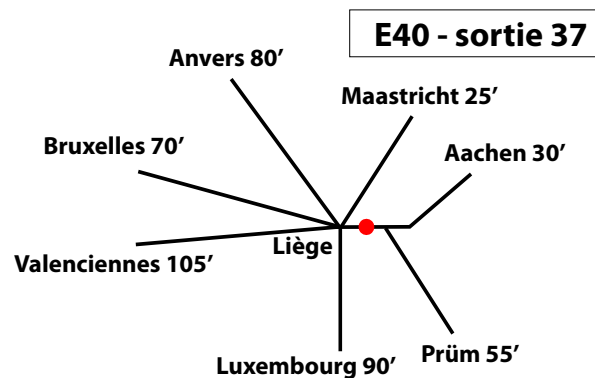 E40 - sortie 37
Anvers 80’
Maastricht 25’
Bruxelles 70’
Aachen 30’
Liège
Valenciennes 105’
Luxembourg 90’
Prüm 55’